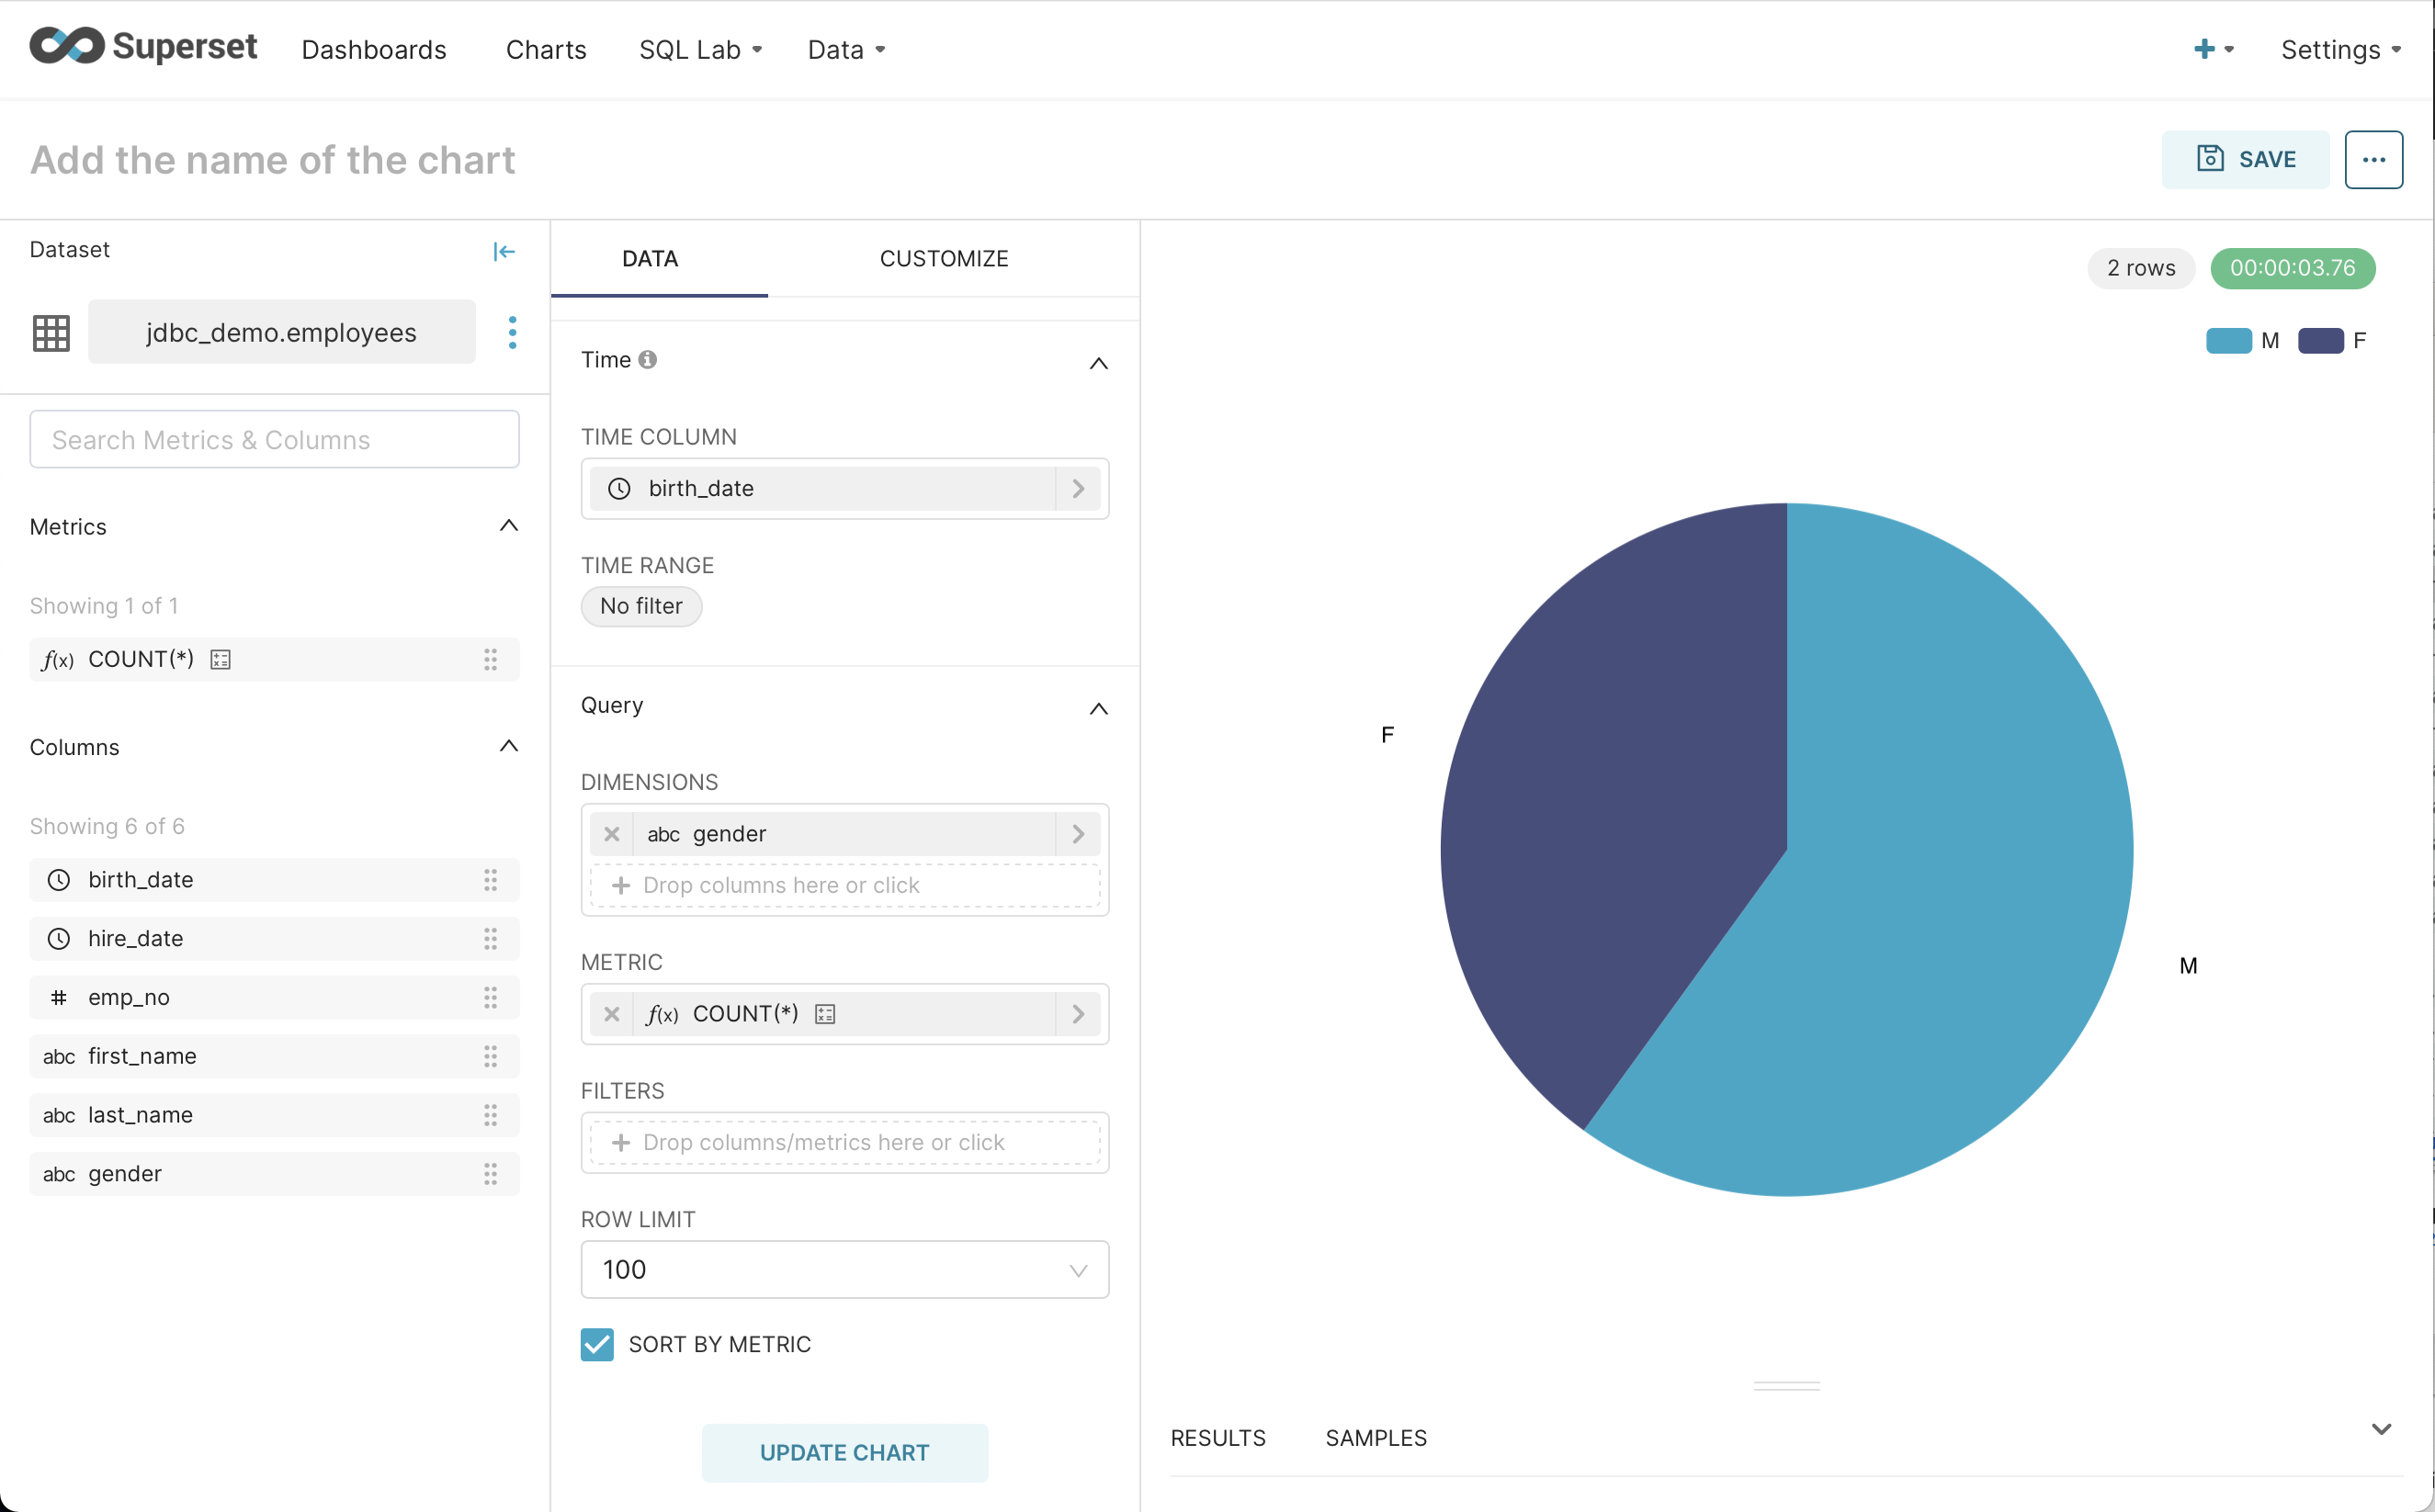 Superset Dashboards Charts SQL Lab Data + Settings
Add the name of the chart
SAVE ...
Dataset
jdbc_demo.employees
Search Metrics & Columns
Metrics
Showing 1 of 1
f(x) COUNT(*)
Columns
Showing 6 of 6
birth_date
hire_date
# emp_no
abc first_name
abc last_name
abc gender
DATA CUSTOMIZE
Time
TIME COLUMN
birth_date
TIME RANGE
No filter
Query
DIMENSIONS
abc gender
+ Drop columns here or click
METRIC
f(x) COUNT(*)
FILTERS
+ Drop columns/metrics here or click
ROW LIMIT
100
SORT BY METRIC
UPDATE CHART
2 rows 00:00:03.76
M F
F
M
RESULTS SAMPLES